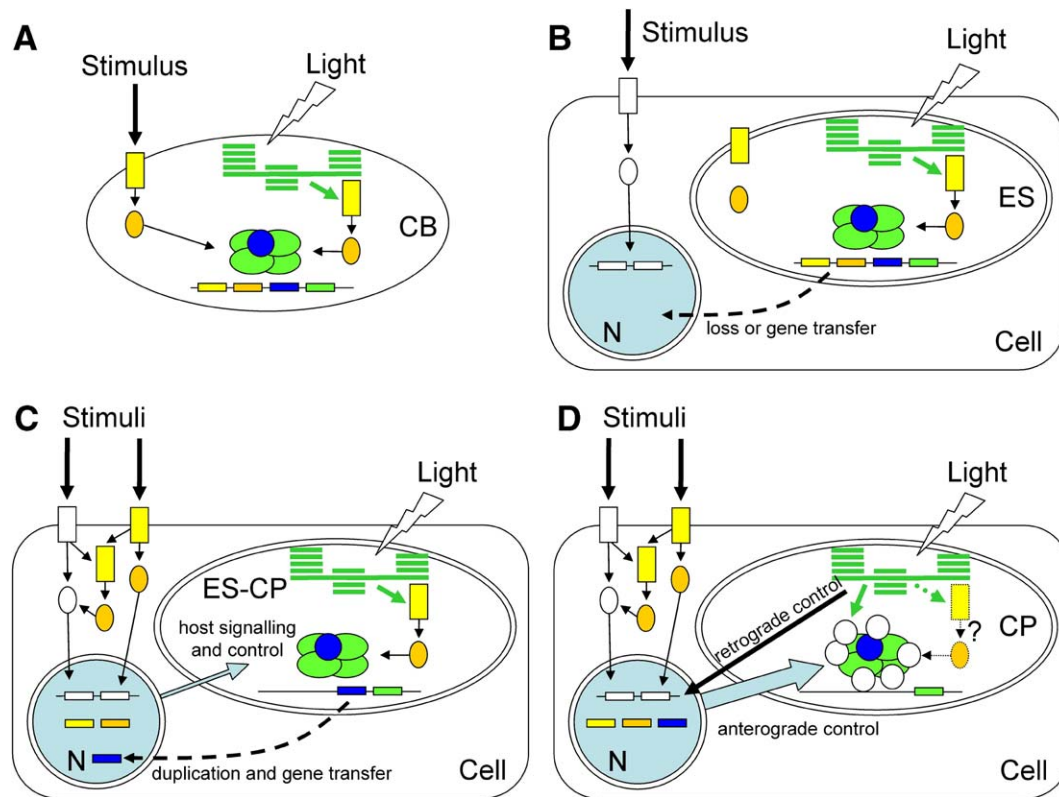 A
Stimulus
Light
CB
B
Stimulus
Light
ES
N
loss or gene transfer
Cell
C
Stimuli
Light
ES-CP
host signalling
and control
N
duplication and gene transfer
Cell
D
Stimuli
Light
CP
?
retrograde control
anterograde control
N
Cell